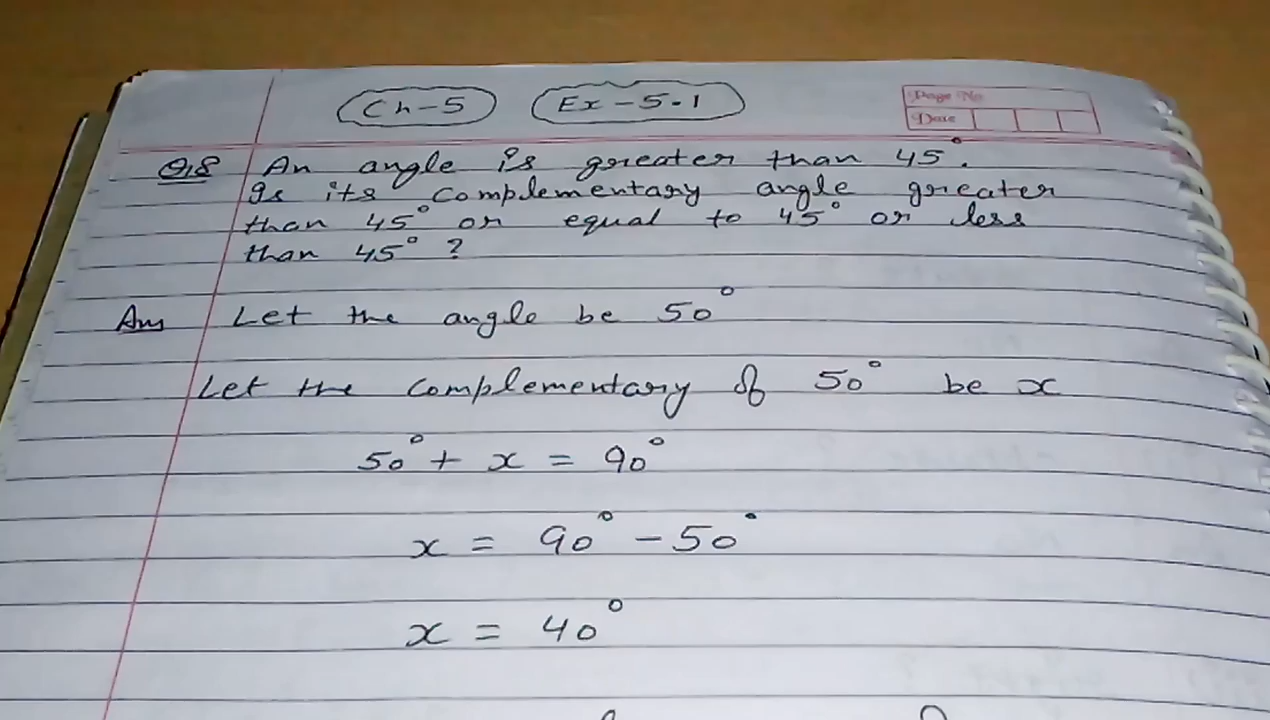 Ch-5 Ex-5.1
Page No
Date
Q.8 An angle is greater than 45°.
Is its complementary angle greater
than 45° or equal to 45° or less
than 45° ?
Ans Let the angle be 50°
Let the complementary of 50° be x
50° + x = 90°
x = 90° - 50°
x = 40°